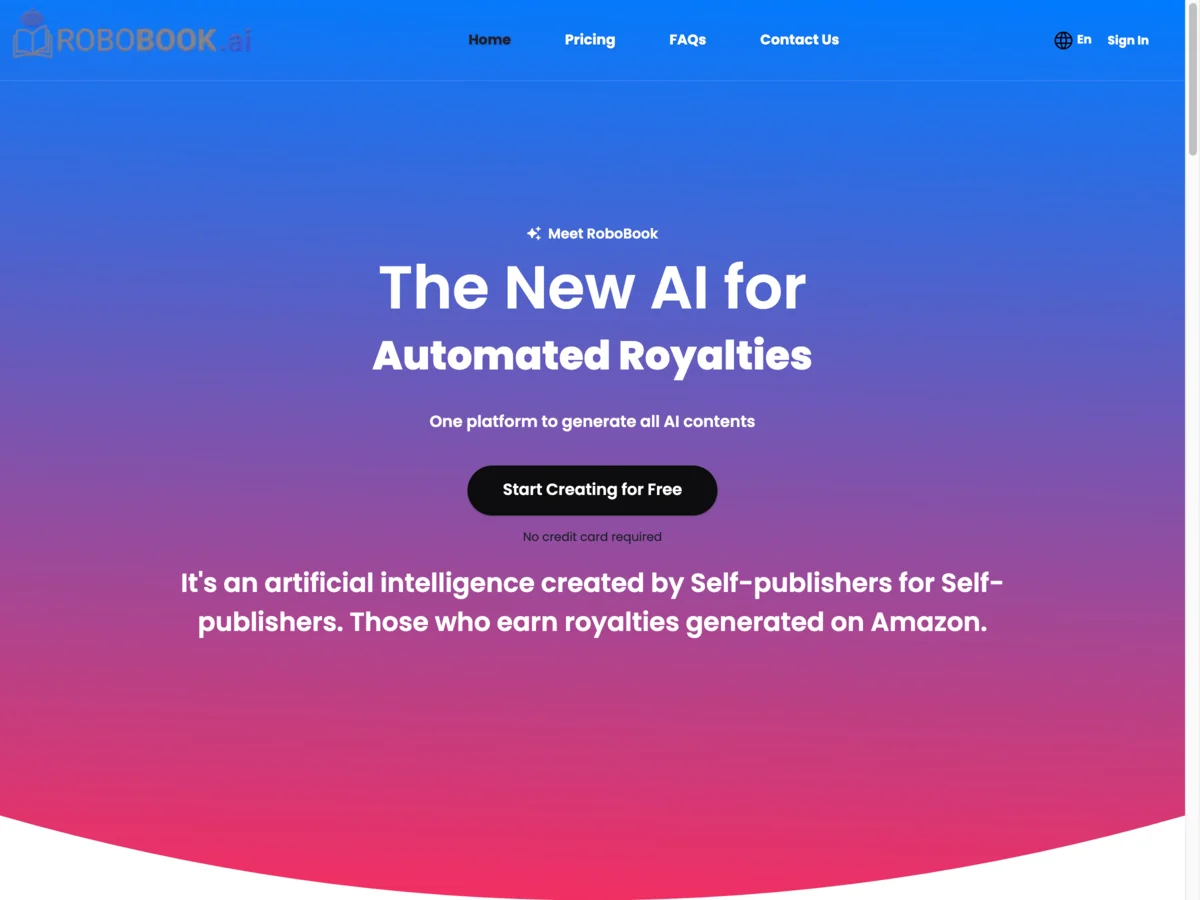 ROBOBOOK.ai
Home
Pricing
FAQs
Contact Us
En
Sign In
Meet RoboBook
The New AI for
Automated Royalties
One platform to generate all AI contents
Start Creating for Free
No credit card required
It's an artificial intelligence created by Self-publishers for Self-
publishers. Those who earn royalties generated on Amazon.